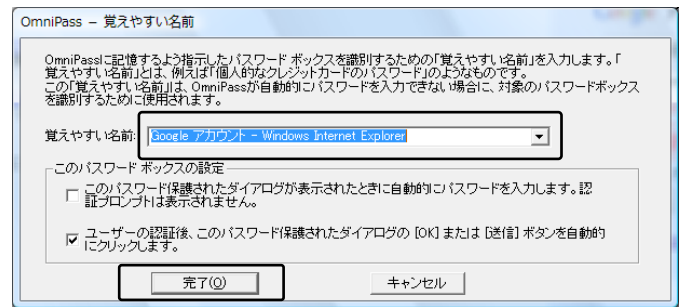 OmniPass – 覚えやすい名前
OmniPassに記憶するよう指示したパスワード ボックスを識別するための「覚えやすい名前」を入力します。「
覚えやすい名前」とは、例えば「個人的なクレジットカードのパスワード」のようなものです。
この「覚えやすい名前」は、OmniPassが自動的にパスワードを入力できない場合に、対象のパスワードボックス
を識別するために使用されます。
覚えやすい名前: Google アカウント - Windows Internet Explorer
このパスワード ボックスの設定
このパスワード保護されたダイアログが表示されたときに自動的にパスワードを入力します。認
証プロンプトは表示されません。
ユーザーの認証後、このパスワード保護されたダイアログの [OK] または [送信] ボタンを自動的
にクリックします。
完了(O) キャンセル